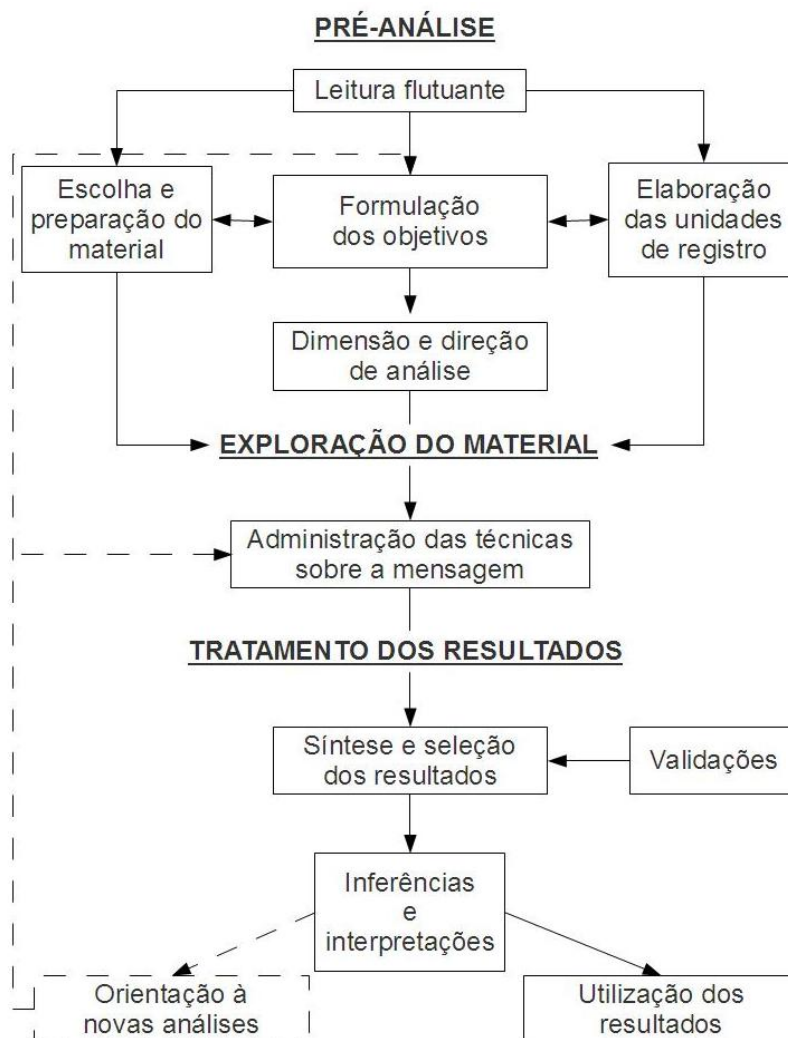 PRÉ-ANÁLISE
Leitura flutuante
Escolha e
preparação do
material
Formulação
dos objetivos
Elaboração
das unidades
de registro
Dimensão e direção
de análise
EXPLORAÇÃO DO MATERIAL
Administração das técnicas
sobre a mensagem
TRATAMENTO DOS RESULTADOS
Síntese e seleção
dos resultados
Validações
Inferências
e
interpretações
Orientação à
novas análises
Utilização dos
resultados